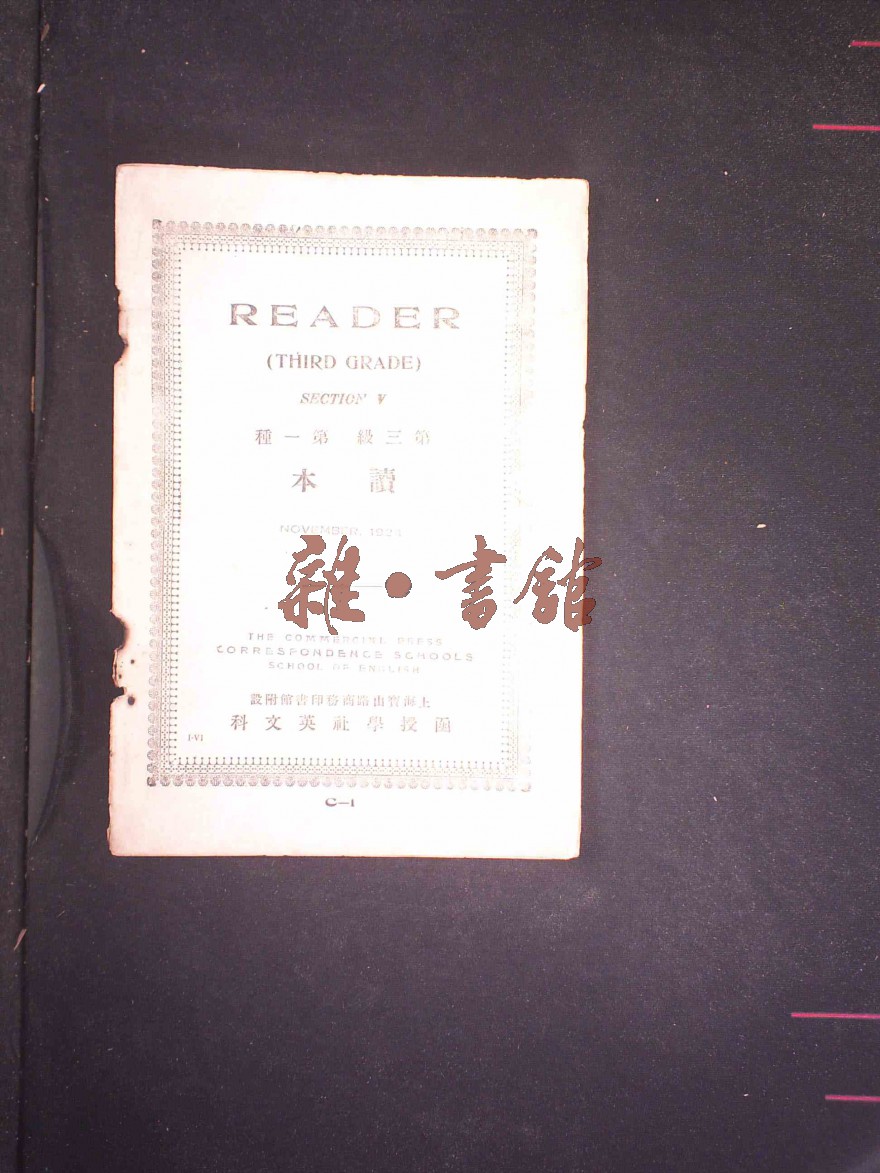 READER
(THIRD GRADE)
SECTION V
第三級 第一種
讀本
NOVEMBER, 192
雜·書館
THE COMMERCIAL PRESS
CORRESPONDENCE SCHOOLS
SCHOOL OF ENGLISH
上海寶山路商務印書館附設
函授學社英文科
I-VI
C—1